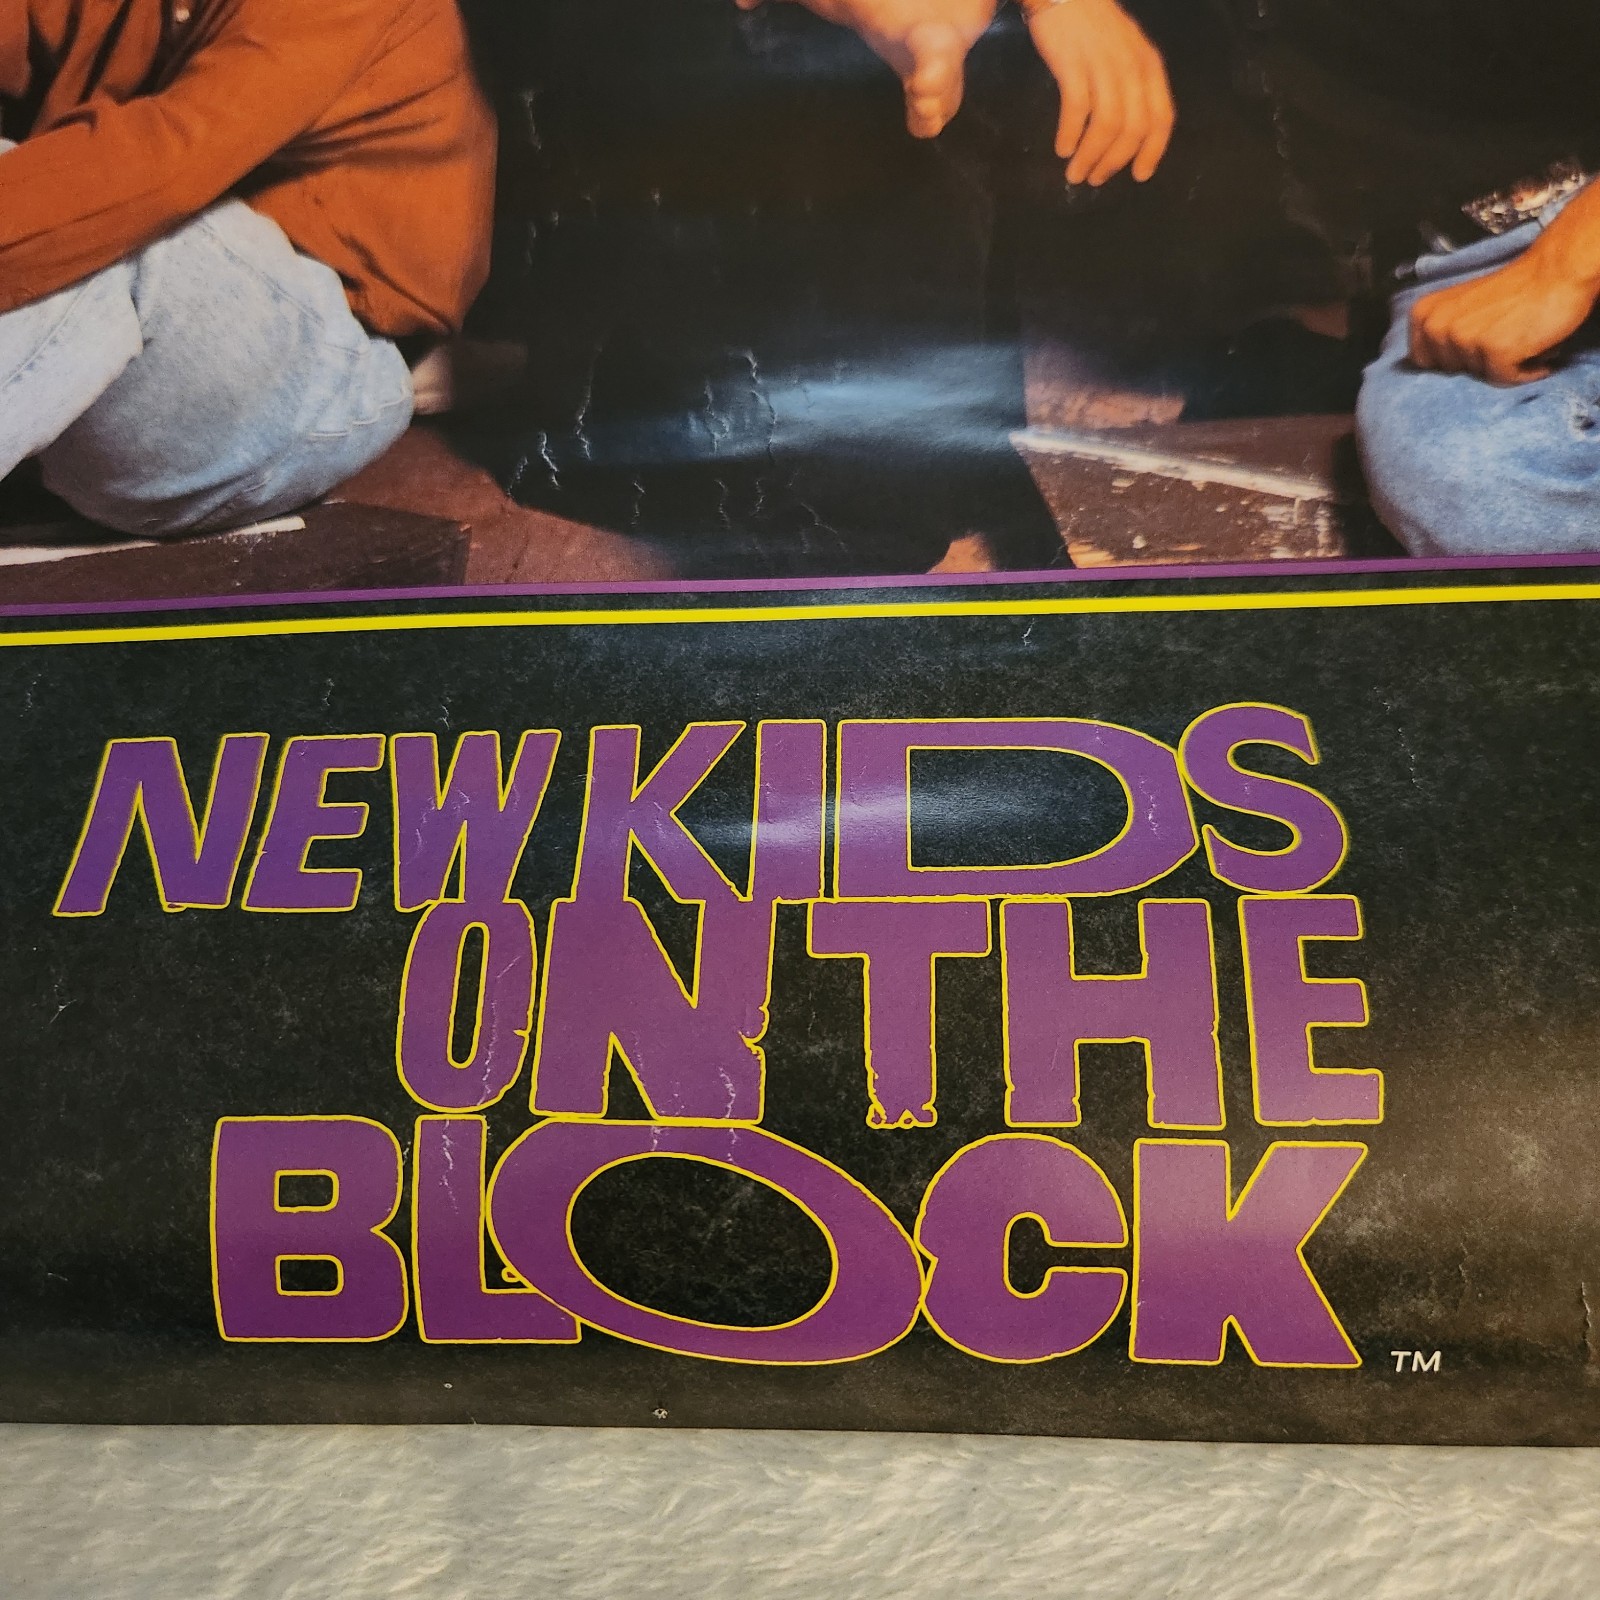 NEW KIDS
ON THE
BLOCK TM